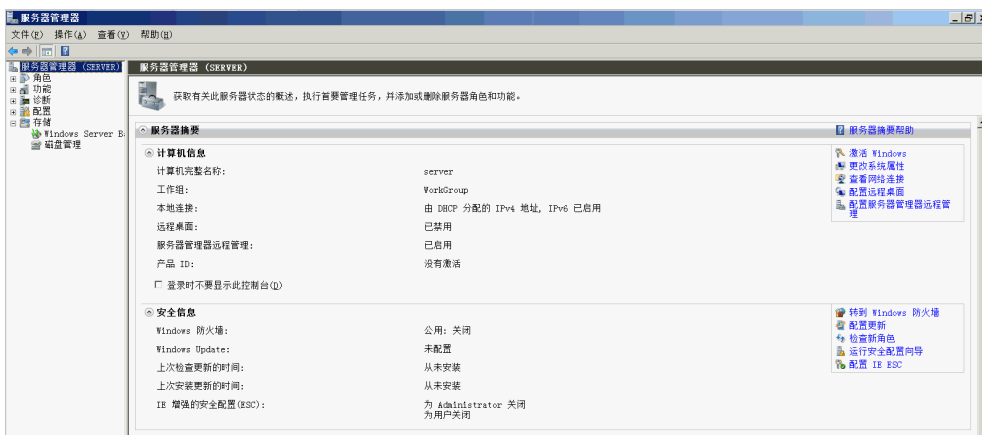 服务器管理器
文件(F) 操作(A) 查看(V) 帮助(H)
服务器管理器 (SERVER)
角色
功能
诊断
配置
存储
Windows Server B
磁盘管理
服务器管理器 (SERVER)
获取有关此服务器状态的概述，执行首要管理任务，并添加或删除服务器角色和功能。
服务器摘要
服务器摘要帮助
计算机信息
计算机完整名称: server
工作组: WorkGroup
本地连接: 由 DHCP 分配的 IPv4 地址, IPv6 已启用
远程桌面: 已禁用
服务器管理器远程管理: 已启用
产品 ID: 没有激活
登录时不要显示此控制台(D)
激活 Windows
更改系统属性
查看网络连接
配置远程桌面
配置服务器管理器远程管
理
安全信息
Windows 防火墙: 公用: 关闭
Windows Update: 未配置
上次检查更新的时间: 从未安装
上次安装更新的时间: 从未安装
IE 增强的安全配置(ESC): 为 Administrator 关闭
为用户关闭
转到 Windows 防火墙
配置更新
检查新角色
运行安全配置向导
配置 IE ESC